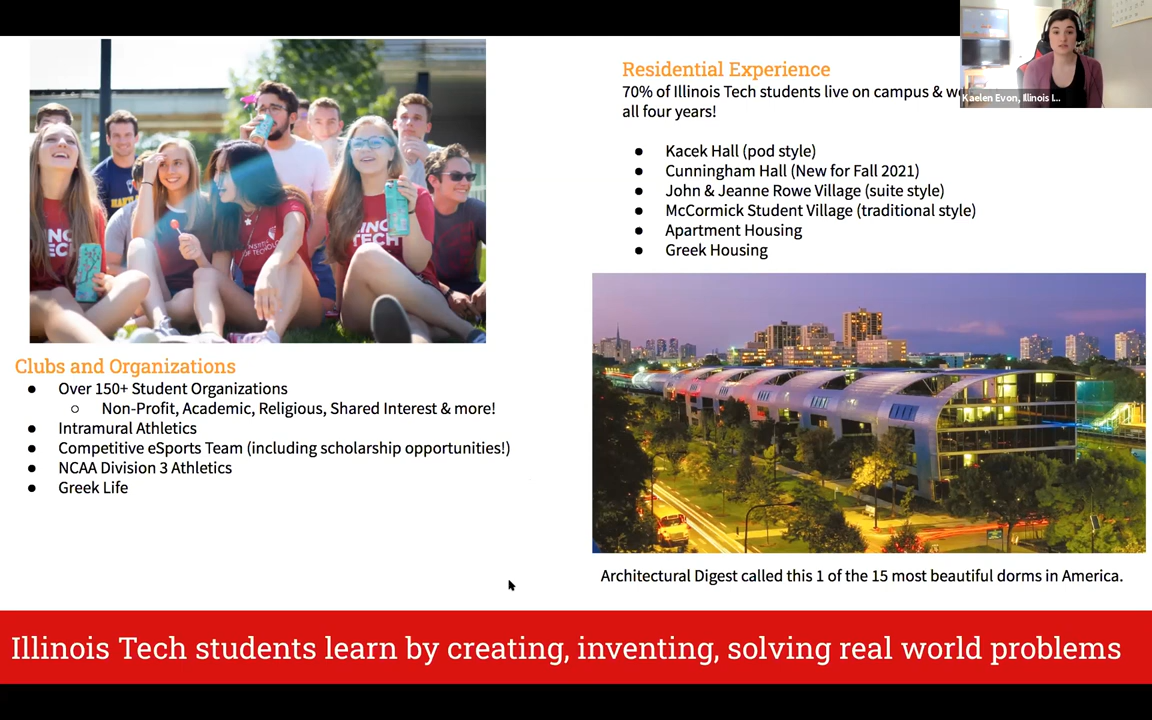 Residential Experience
70% of Illinois Tech students live on campus &
all four years!
Kaelen Evon, Illinois I...
● Kacek Hall (pod style)
● Cunningham Hall (New for Fall 2021)
● John & Jeanne Rowe Village (suite style)
● McCormick Student Village (traditional style)
● Apartment Housing
● Greek Housing
TECH
Clubs and Organizations
● Over 150+ Student Organizations
○ Non-Profit, Academic, Religious, Shared Interest & more!
● Intramural Athletics
● Competitive eSports Team (including scholarship opportunities!)
● NCAA Division 3 Athletics
● Greek Life
Architectural Digest called this 1 of the 15 most beautiful dorms in America.
Illinois Tech students learn by creating, inventing, solving real world problems